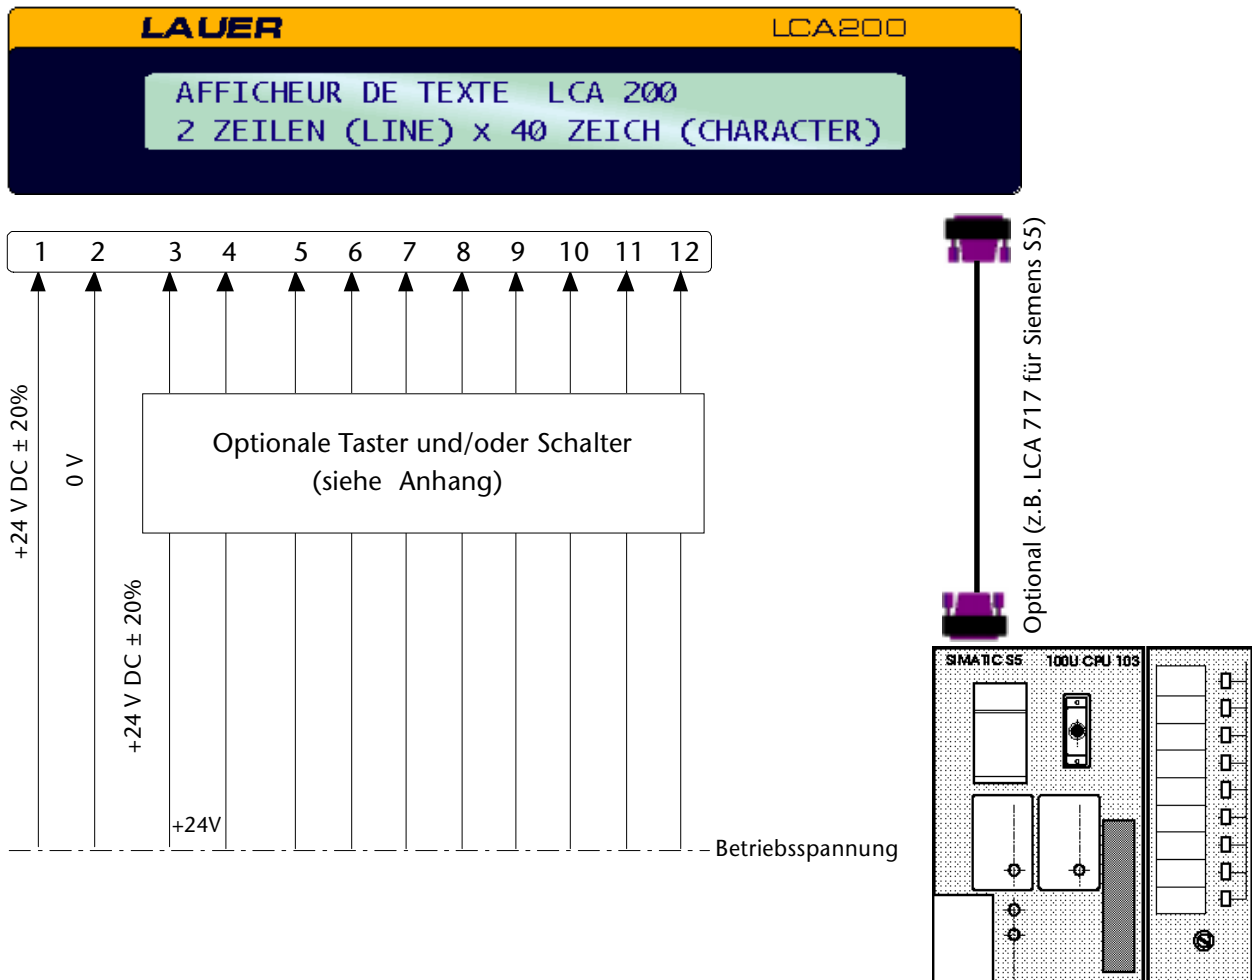 LAUER LCA200
AFFICHEUR DE TEXTE LCA 200
2 ZEILEN (LINE) x 40 ZEICH (CHARACTER)
1 2 3 4 5 6 7 8 9 10 11 12
+24 V DC ± 20%
0 V
+24 V DC ± 20%
Optionale Taster und/oder Schalter
(siehe Anhang)
+24V
Betriebsspannung
Optional (z.B. LCA 717 für Siemens S5)
SIMATIC S5 100U CPU 103